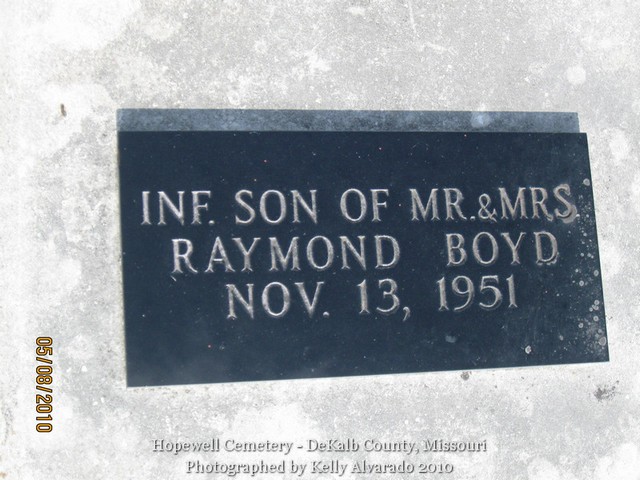 INF. SON OF MR.&MRS.
RAYMOND BOYD
NOV. 13, 1951
05/08/2010
Hopewell Cemetery - DeKalb County, Missouri
Photographed by Kelly Alvarado 2010